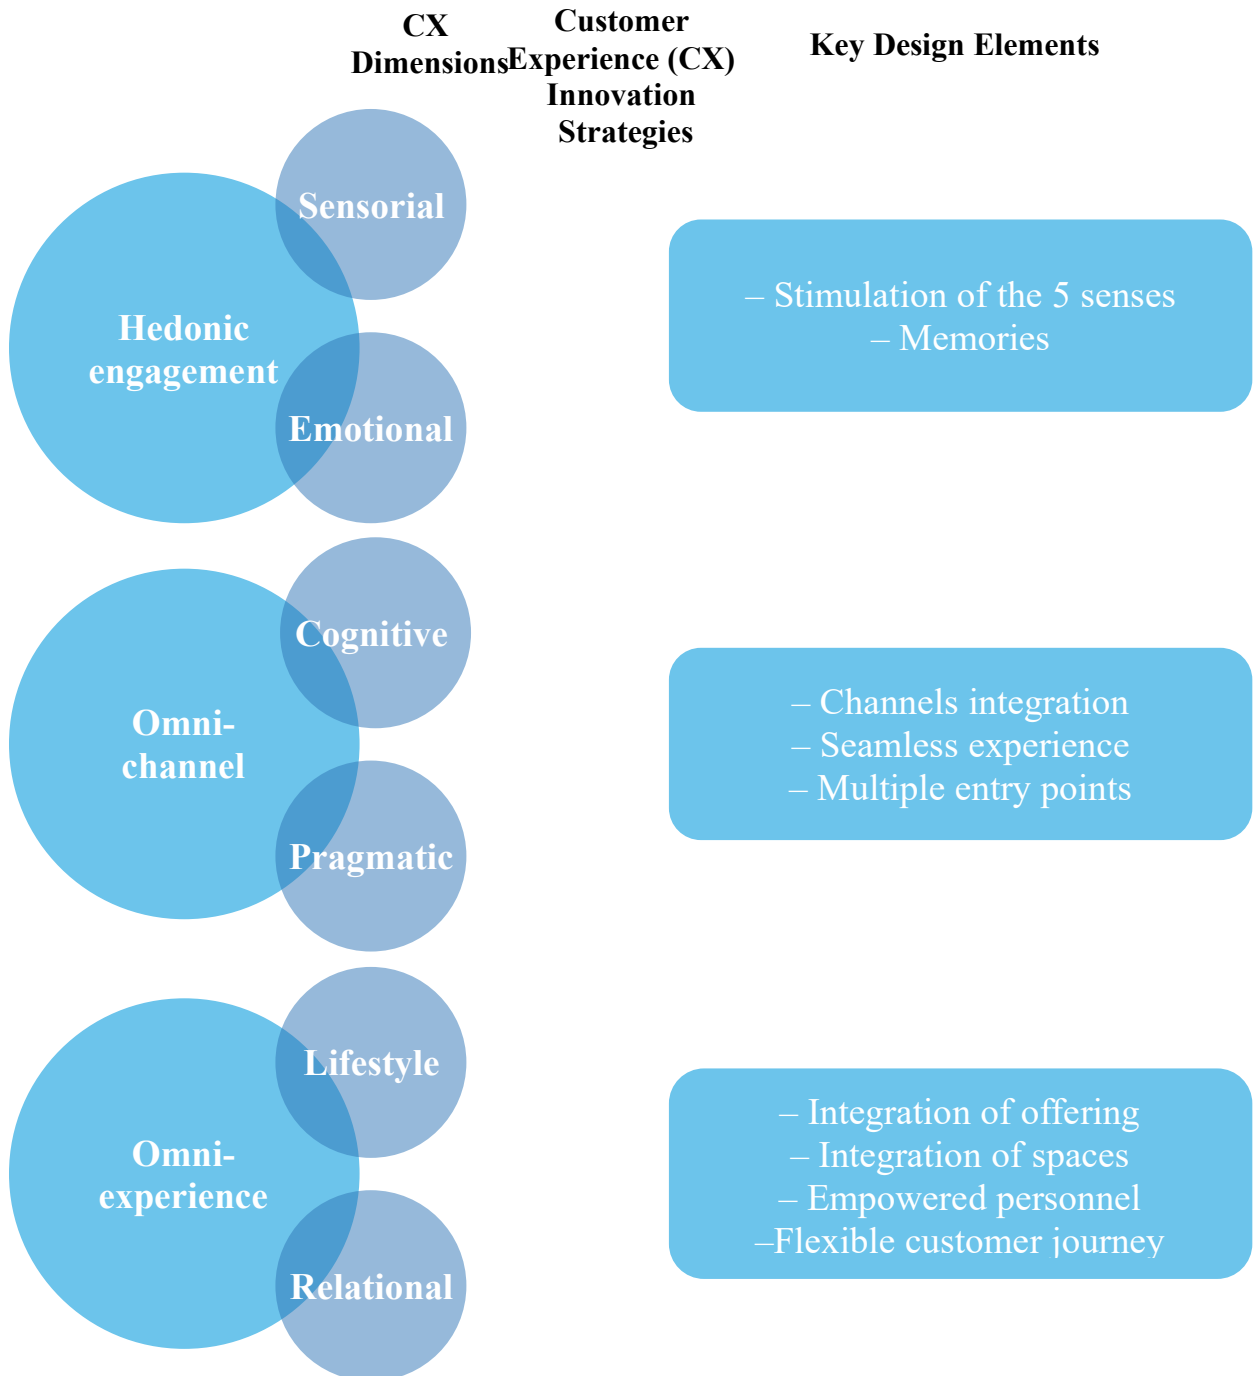 CX
Dimensions
Customer
Experience (CX)
Innovation
Strategies
Key Design Elements
Hedonic
engagement
Sensorial
Emotional
– Stimulation of the 5 senses
– Memories
Omni-
channel
Cognitive
Pragmatic
– Channels integration
– Seamless experience
– Multiple entry points
Omni-
experience
Lifestyle
Relational
– Integration of offering
– Integration of spaces
– Empowered personnel
–Flexible customer journey